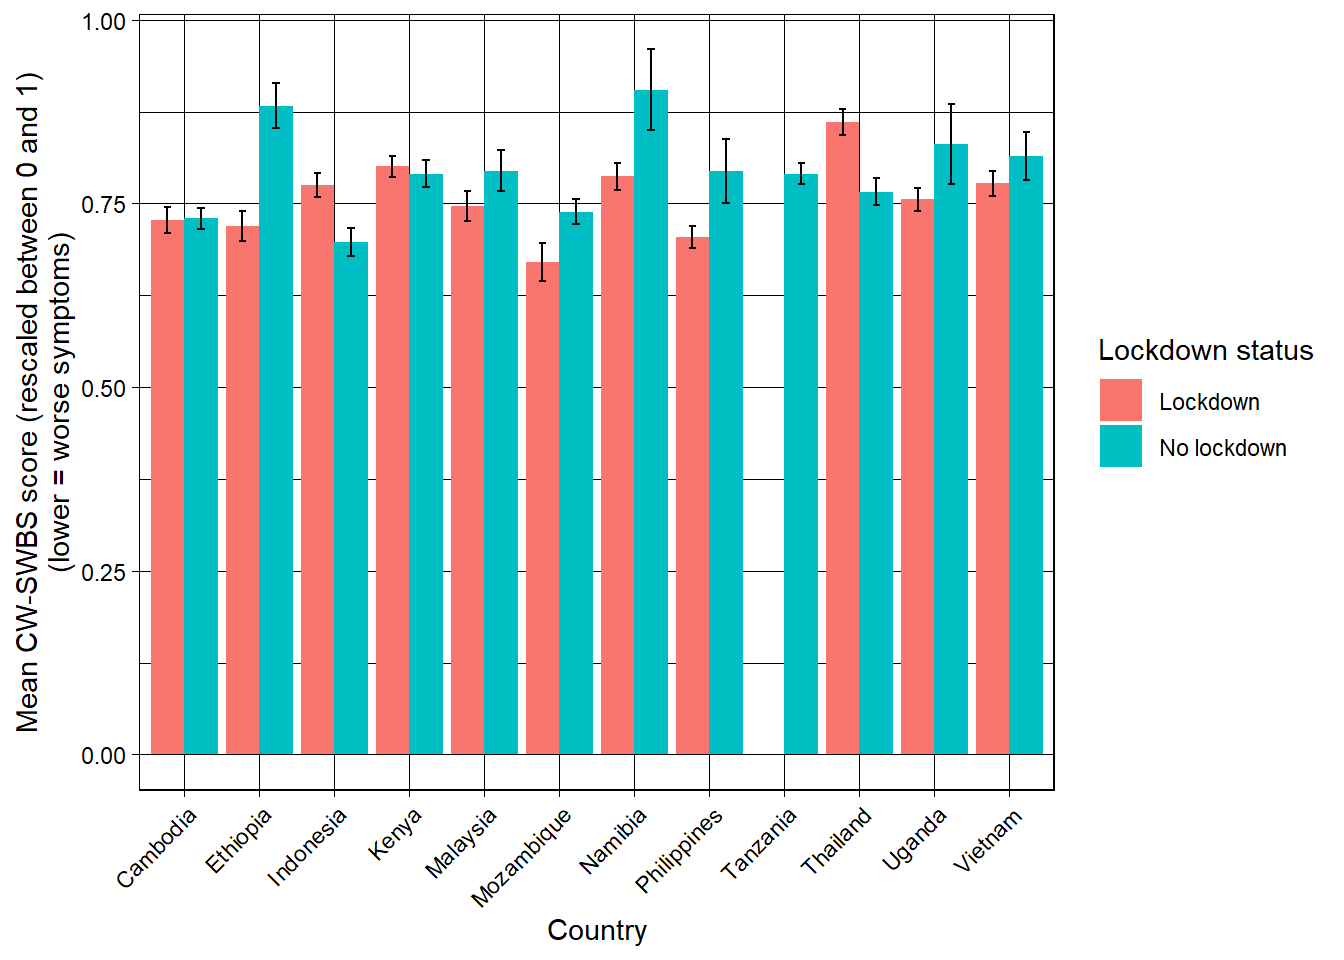 Mean CW-SWBS score (rescaled between 0 and 1)
(lower = worse symptoms)
1.00
0.75
0.50
0.25
0.00
Cambodia
Ethiopia
Indonesia
Kenya
Malaysia
Mozambique
Namibia
Philippines
Tanzania
Thailand
Uganda
Vietnam
Country
Lockdown status
Lockdown
No lockdown